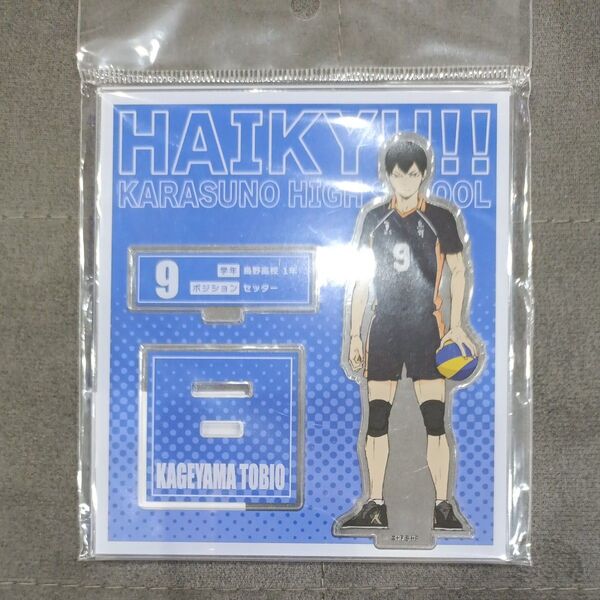 HAIKYU!!
KARASUNO HIGH SCHOOL
9
学年 烏野高校 1年
ポジション セッター
9
KAGEYAMA TOBIO